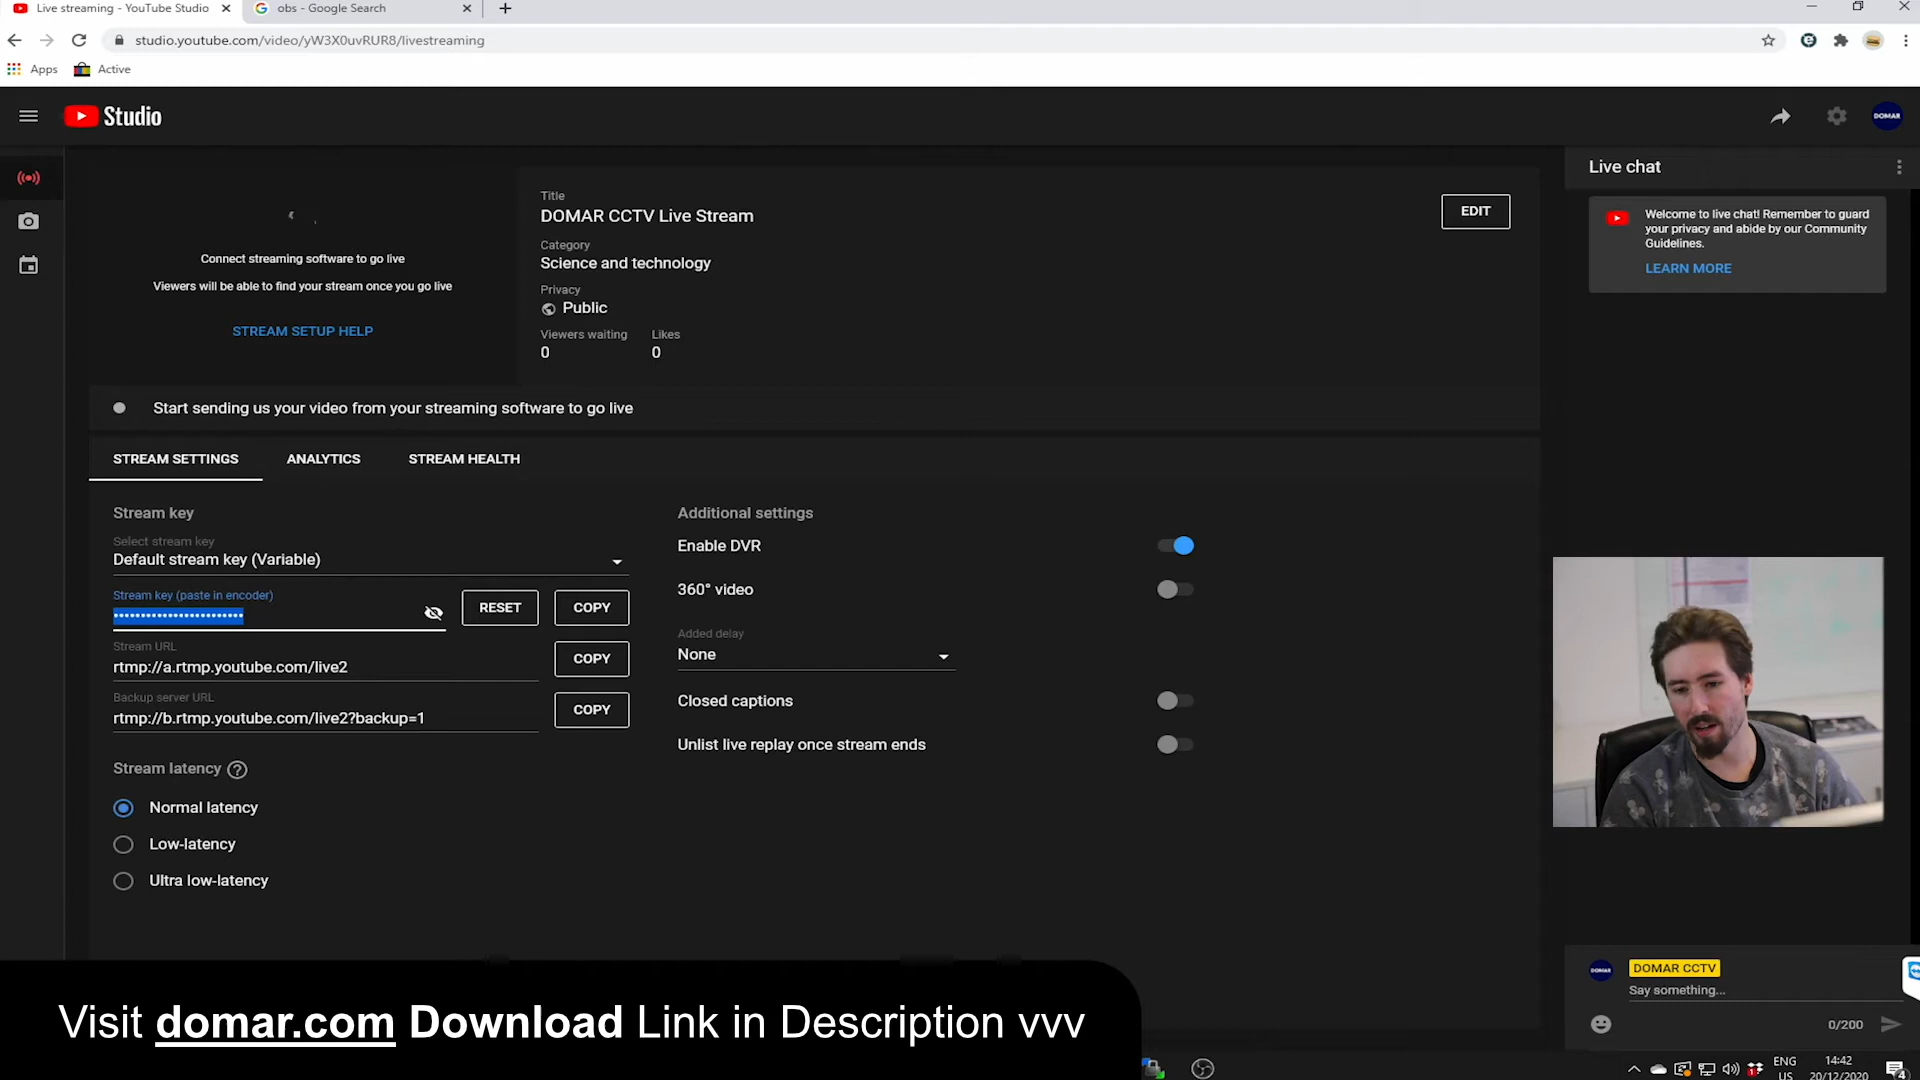 Live streaming - YouTube Studio
obs - Google Search
studio.youtube.com/video/yW3X0uvRUR8/livestreaming
Apps
Active
Studio
DOMAR
Connect streaming software to go live
Viewers will be able to find your stream once you go live
STREAM SETUP HELP
Title
DOMAR CCTV Live Stream
EDIT
Category
Science and technology
Privacy
Public
Viewers waiting
Likes
0
0
Live chat
Welcome to live chat! Remember to guard
your privacy and abide by our Community
Guidelines.
LEARN MORE
Start sending us your video from your streaming software to go live
STREAM SETTINGS
ANALYTICS
STREAM HEALTH
Stream key
Select stream key
Default stream key (Variable)
Stream key (paste in encoder)
RESET
COPY
Stream URL
rtmp://a.rtmp.youtube.com/live2
COPY
Backup server URL
rtmp://b.rtmp.youtube.com/live2?backup=1
COPY
Stream latency
Normal latency
Low-latency
Ultra low-latency
Additional settings
Enable DVR
360° video
Added delay
None
Closed captions
Unlist live replay once stream ends
DOMAR
DOMAR CCTV
Say something...
0/200
Visit domar.com Download Link in Description vvv
ENG
US
14:42
20/12/2020
4